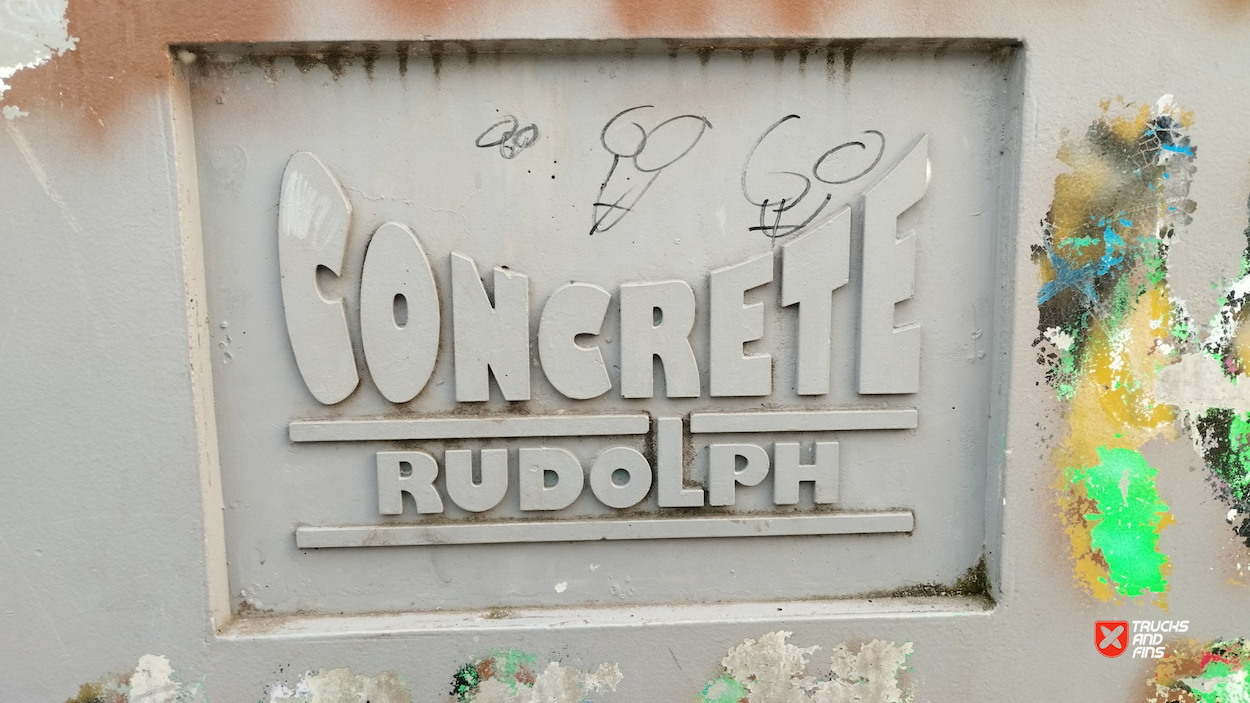 CONCRETE
RUDOLPH
TRUCKS
AND
FINS